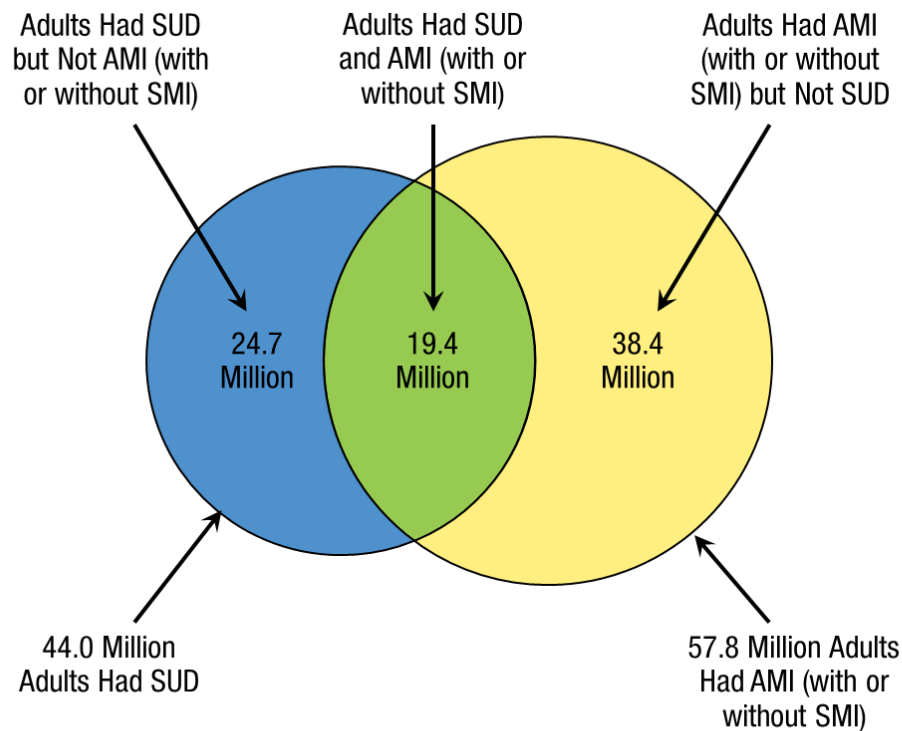 Adults Had SUD
but Not AMI (with
or without SMI)
Adults Had SUD
and AMI (with or
without SMI)
Adults Had AMI
(with or without
SMI) but Not SUD
24.7
Million
19.4
Million
38.4
Million
44.0 Million
Adults Had SUD
57.8 Million Adults
Had AMI (with or
without SMI)